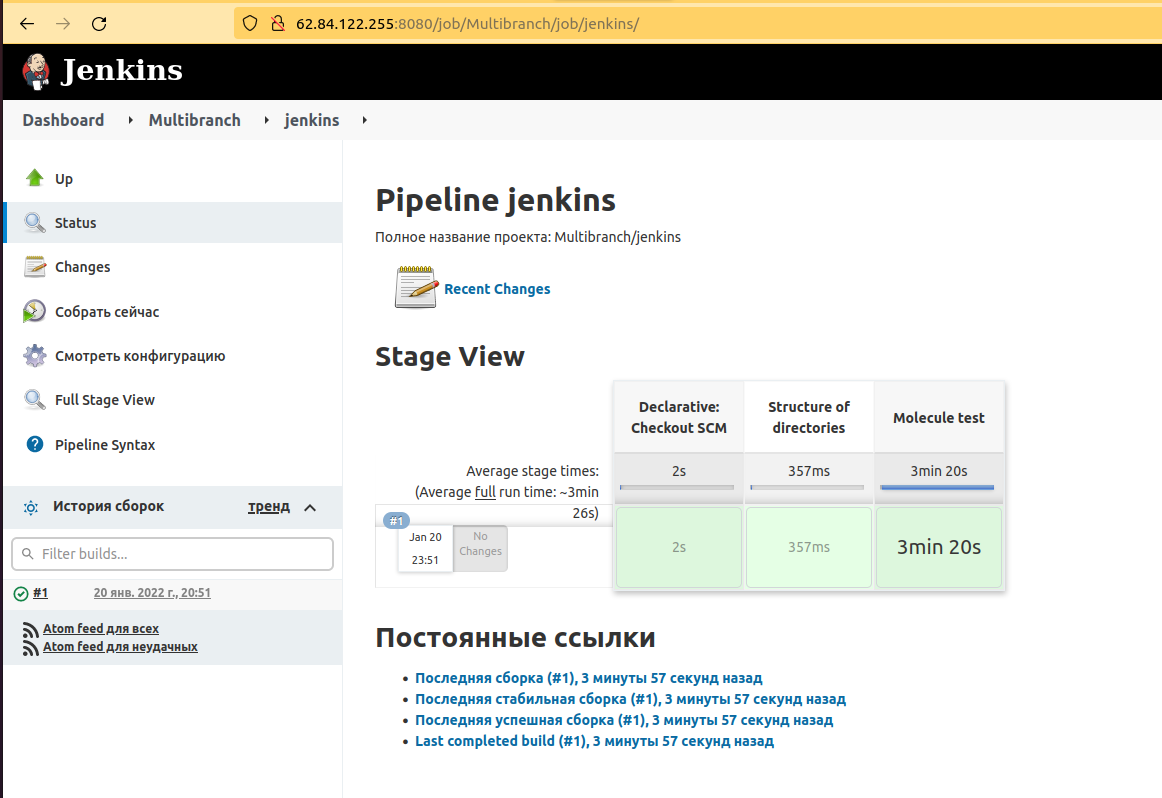 62.84.122.255:8080/job/Multibranch/job/jenkins/
Jenkins
Dashboard Multibranch jenkins
Up
Status
Changes
Собрать сейчас
Смотреть конфигурацию
Full Stage View
Pipeline Syntax
История сборок тренд
Filter builds...
#1 20 янв. 2022 г., 20:51
Atom feed для всех
Atom feed для неудачных
Pipeline jenkins
Полное название проекта: Multibranch/jenkins
Recent Changes
Stage View
Declarative:
Checkout SCM
Structure of
directories
Molecule test
Average stage times:
(Average full run time: ~3min
26s)
2s 357ms 3min 20s
#1
Jan 20
23:51
No
Changes
2s 357ms 3min 20s
Постоянные ссылки
Последняя сборка (#1), 3 минуты 57 секунд назад
Последняя стабильная сборка (#1), 3 минуты 57 секунд назад
Последняя успешная сборка (#1), 3 минуты 57 секунд назад
Last completed build (#1), 3 минуты 57 секунд назад